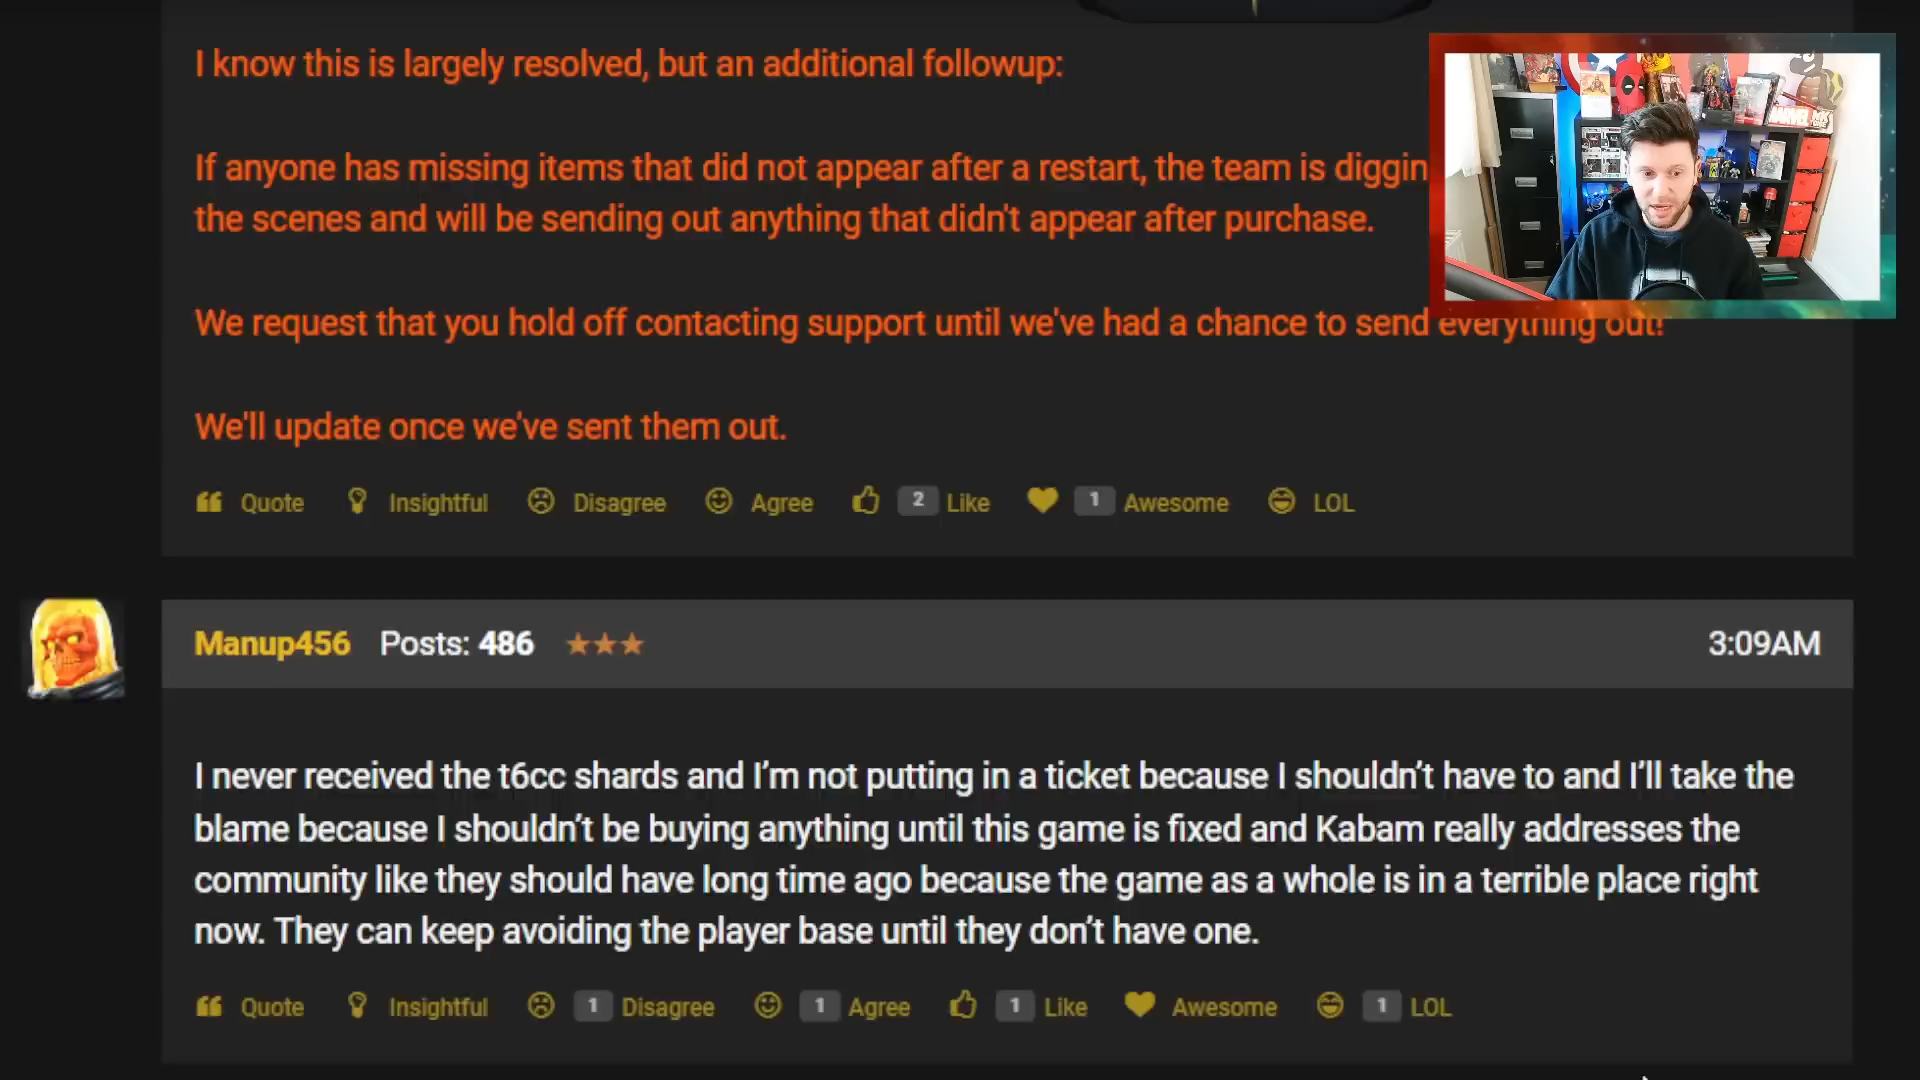 I know this is largely resolved, but an additional followup:
If anyone has missing items that did not appear after a restart, the team is diggin
the scenes and will be sending out anything that didn't appear after purchase.
We request that you hold off contacting support until we've had a chance to send everything out!
We'll update once we've sent them out.
Quote Insightful Disagree Agree 2 Like 1 Awesome LOL
Manup456 Posts: 486 3:09AM
I never received the t6cc shards and I’m not putting in a ticket because I shouldn’t have to and I’ll take the
blame because I shouldn’t be buying anything until this game is fixed and Kabam really addresses the
community like they should have long time ago because the game as a whole is in a terrible place right
now. They can keep avoiding the player base until they don’t have one.
Quote Insightful 1 Disagree 1 Agree 1 Like Awesome 1 LOL
MARVEL